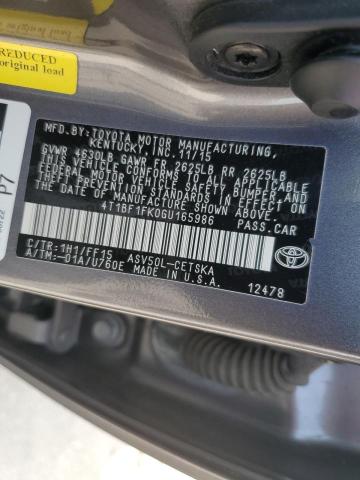 REDUCED
original load
P7
MFD.BY: TOYOTA MOTOR MANUFACTURING,
KENTUCKY, INC. 11/15
GVWR 4630LB GAWR FR 2625LB RR 2625LB
THIS VEHICLE CONFORMS TO ALL APPLICABLE
FEDERAL MOTOR VEHICLE SAFETY, BUMPER, AND
THEFT PREVENTION STANDARDS IN EFFECT ON
THE DATE OF MANUFACTURE SHOWN ABOVE.
4T1BF1FK0GU165986 PASS.CAR
C/TR:1H1/FF15 ASV50L-CETSKA
A/TM:-01A/U760E MADE IN U.S.A.
TOYOTA
12478